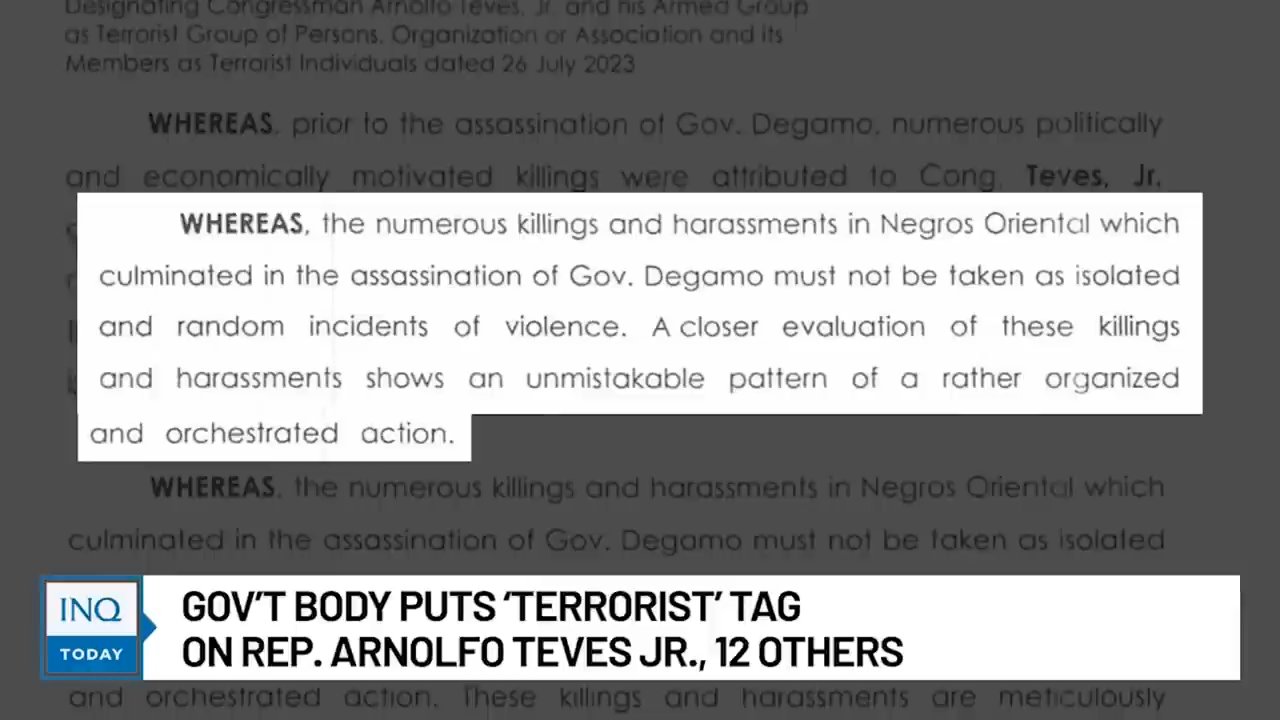 Designating Congressman Arnolfo Teves, Jr. and his Armed Group
as Terrorist Group of Persons, Organization or Association and its
Members as Terrorist Individuals dated 26 July 2023
WHEREAS, prior to the assassination of Gov. Degamo, numerous politically
and economically motivated killings were attributed to Cong. Teves, Jr.
WHEREAS, the numerous killings and harassments in Negros Oriental which
culminated in the assassination of Gov. Degamo must not be taken as isolated
and random incidents of violence. A closer evaluation of these killings
and harassments shows an unmistakable pattern of a rather organized
and orchestrated action.
WHEREAS, the numerous killings and harassments in Negros Oriental which
culminated in the assassination of Gov. Degamo must not be taken as isolated
INQ
TODAY
GOV'T BODY PUTS 'TERRORIST' TAG
ON REP. ARNOLFO TEVES JR., 12 OTHERS
and orchestrated action. These killings and harassments are meticulously